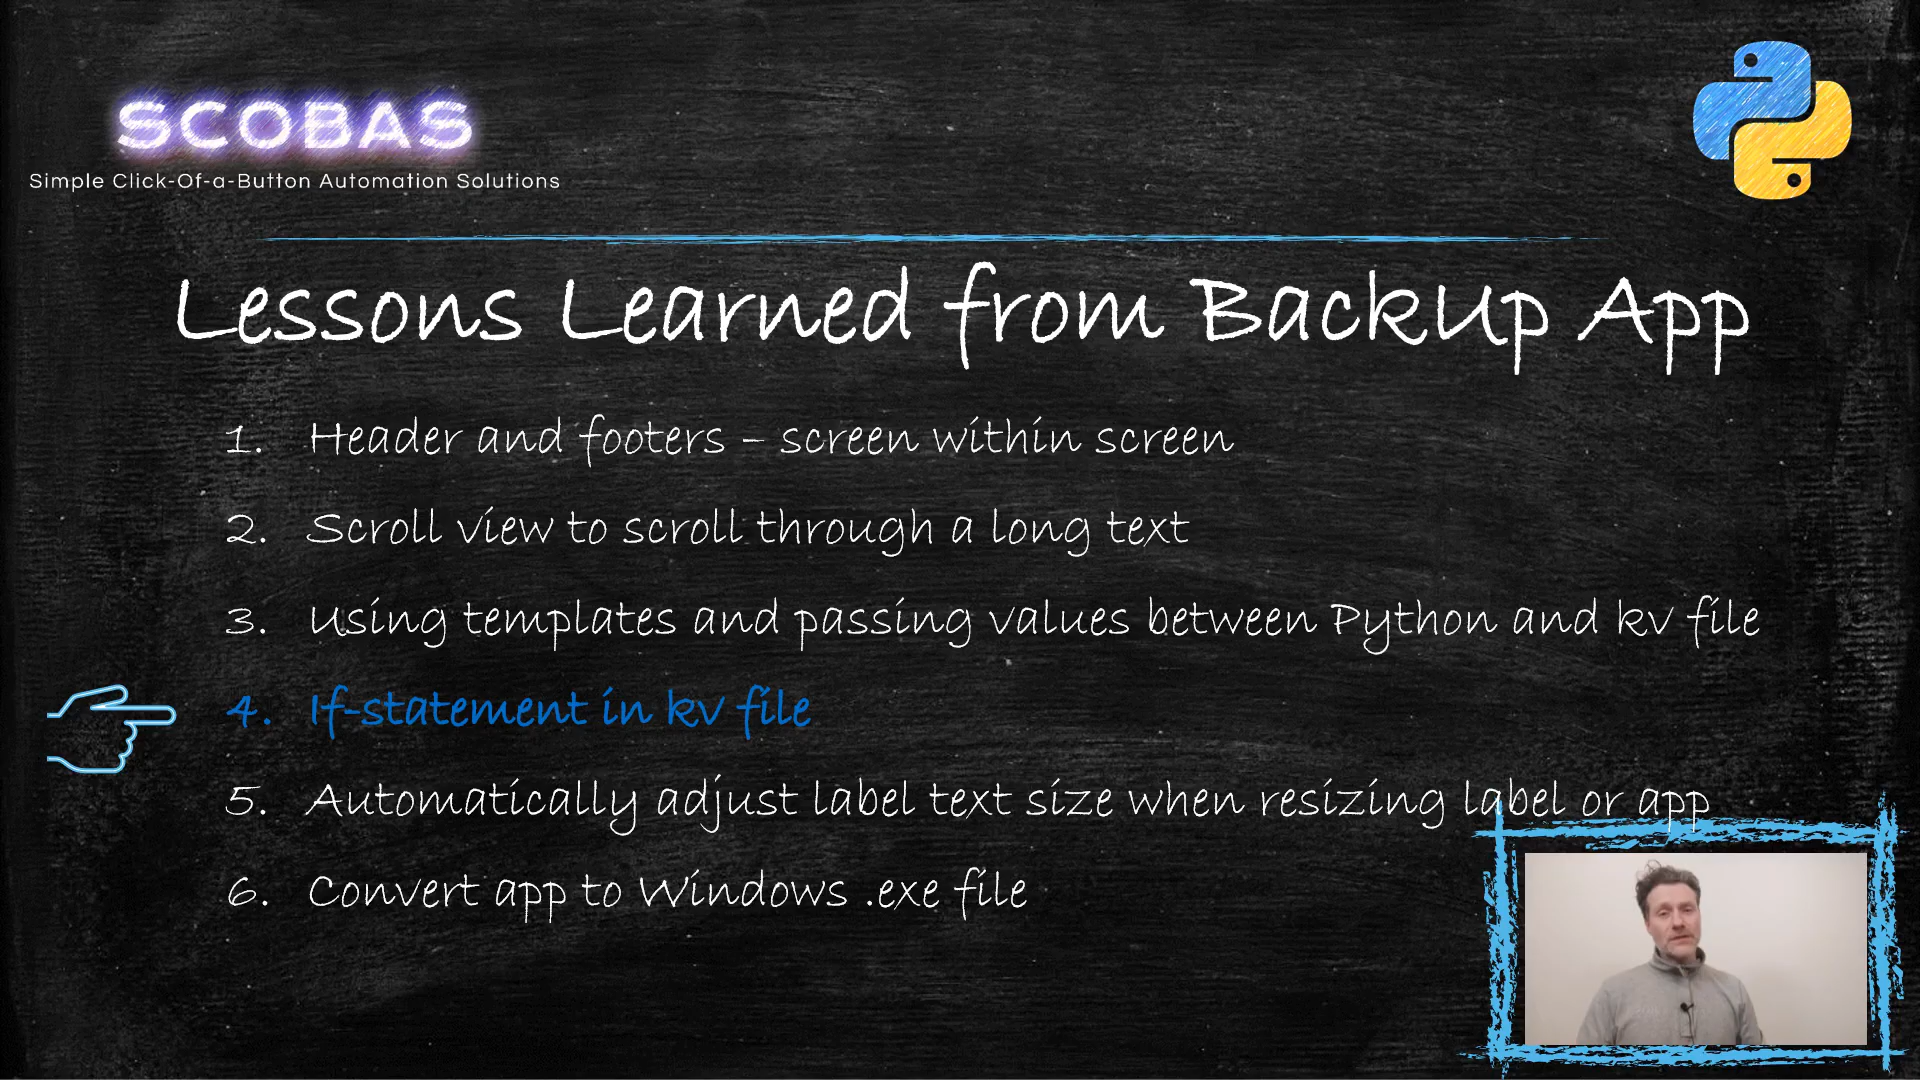 SCOBAS
Simple Click-Of-a-Button Automation Solutions
Lessons Learned from BackUp App
1. Header and footers – screen within screen
2. Scroll view to scroll through a long text
3. Using templates and passing values between Python and kv file
4. If-statement in kv file
5. Automatically adjust label text size when resizing label or app
6. Convert app to Windows .exe file